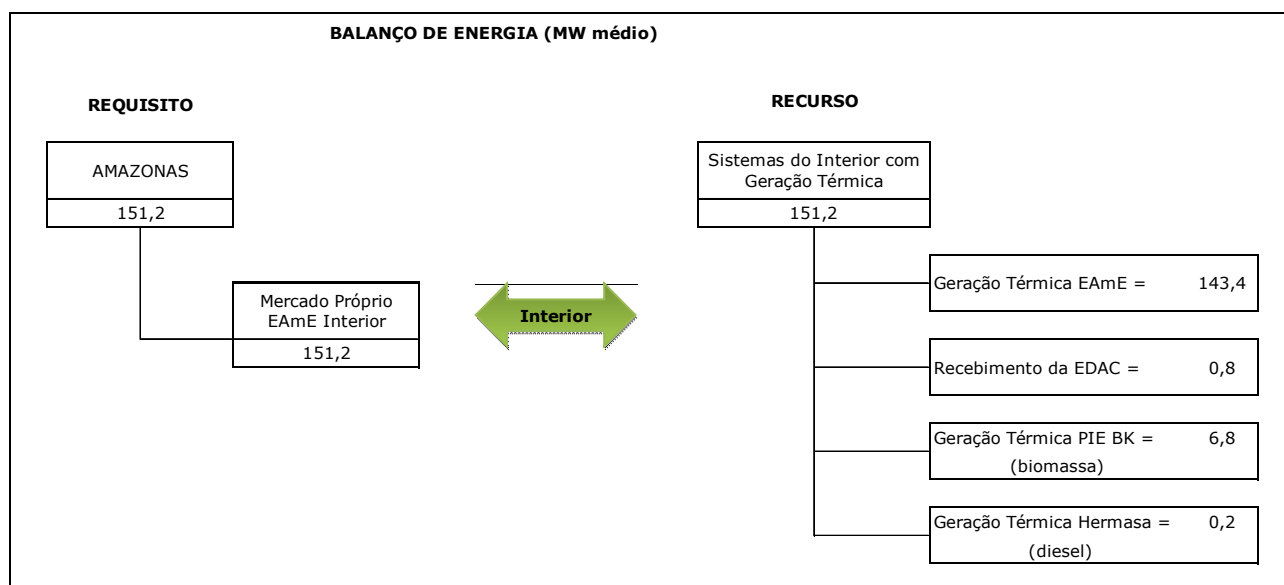 BALANÇO DE ENERGIA (MW médio)
REQUISITO
RECURSO
AMAZONAS
151,2
Sistemas do Interior com
Geração Térmica
151,2
Mercado Próprio
EAmE Interior
151,2
Interior
Geração Térmica EAmE = 143,4
Recebimento da EDAC = 0,8
Geração Térmica PIE BK = 6,8
(biomassa)
Geração Térmica Hermasa = 0,2
(diesel)